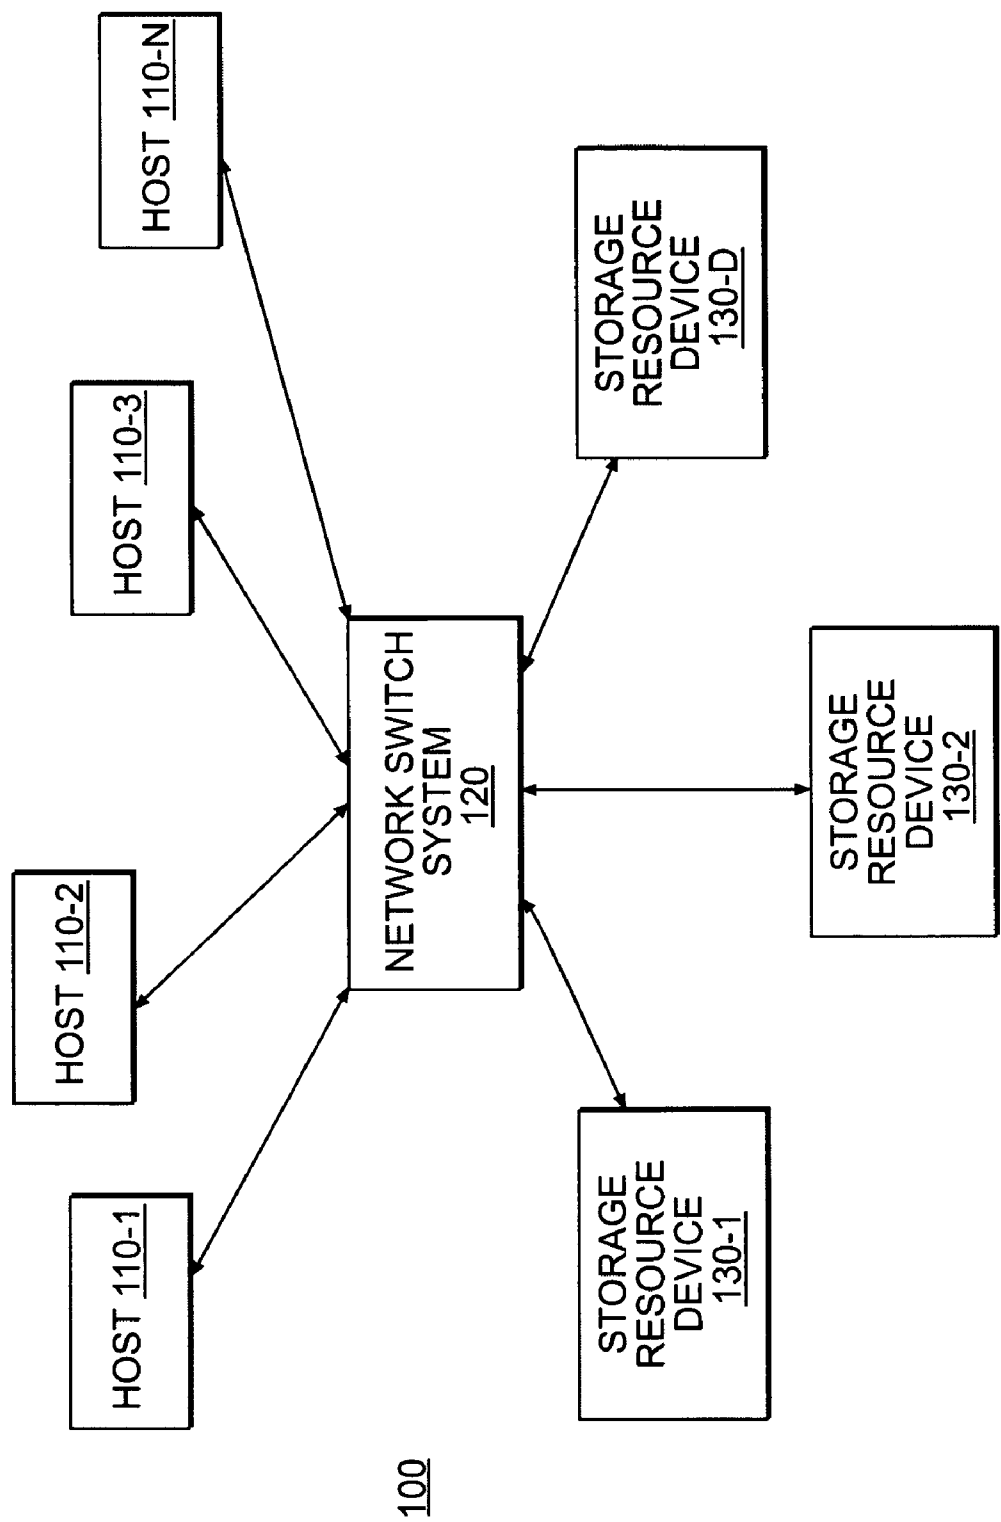 HOST 110-1
HOST 110-2
HOST 110-3
HOST 110-N
100
NETWORK SWITCH
SYSTEM
120
STORAGE
RESOURCE
DEVICE
130-1
STORAGE
RESOURCE
DEVICE
130-2
STORAGE
RESOURCE
DEVICE
130-D